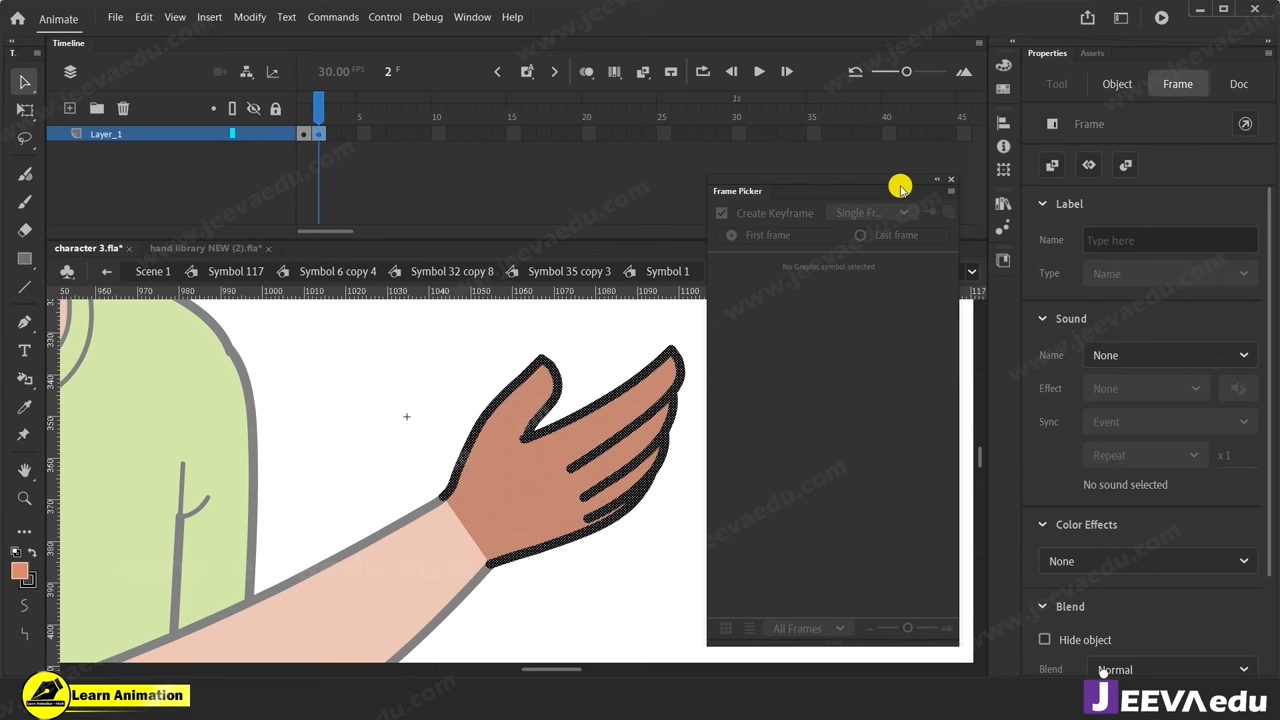 Animate File Edit View Insert Modify Text Commands Control Debug Window Help
Timeline
30.00 FPS 2 F
1s
5 10 15 20 25 30 35 40 45
Layer_1
Frame Picker
Create Keyframe Single Fr...
First frame Last frame
No Graphic symbol selected
All Frames
character 3.fla* hand library NEW (2).fla*
Scene 1 Symbol 117 Symbol 6 copy 4 Symbol 32 copy 8 Symbol 35 copy 3 Symbol 1
50 960 970 980 990 1000 1010 1020 1030 1040 1050 1060 1070 1080 1090 1100 117
Properties Assets
Tool Object Frame Doc
Frame
Label
Name Type here
Type Name
Sound
Name None
Effect None
Sync Event
Repeat x 1
No sound selected
Color Effects
None
Blend
Hide object
Blend Normal
Learn Animation
JEEVA edu
www.jeevaedu.com